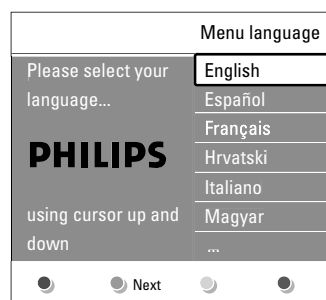 Menu language
Please select your
language...
PHILIPS
using cursor up and
down
English
Español
Français
Hrvatski
Italiano
Magyar
...
Next